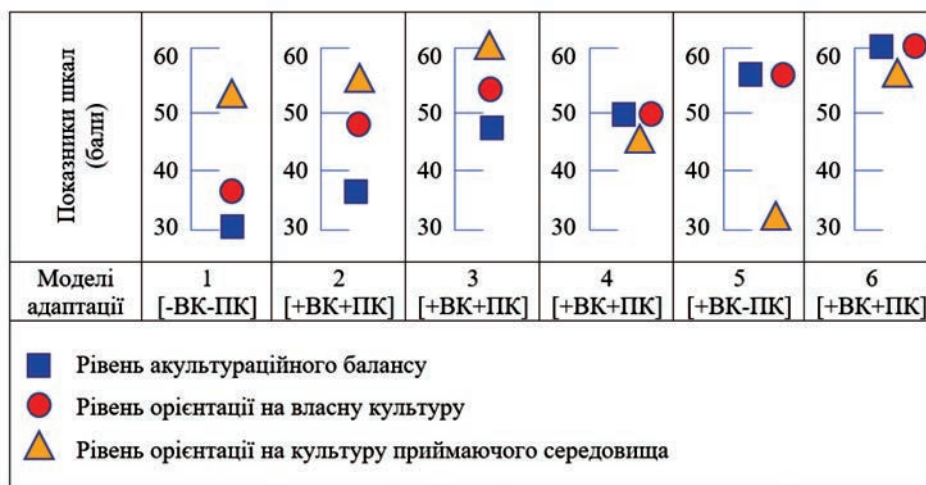 Показники шкал
(бали)
60
50
40
30
60
50
40
30
60
50
40
30
60
50
40
30
60
50
40
30
60
50
40
30
Моделі
адаптації
1
[-ВК-ПК]
2
[+ВК+ПК]
3
[+ВК+ПК]
4
[+ВК+ПК]
5
[+ВК-ПК]
6
[+ВК+ПК]
Рівень акультураційного балансу
Рівень орієнтації на власну культуру
Рівень орієнтації на культуру приймаючого середовища